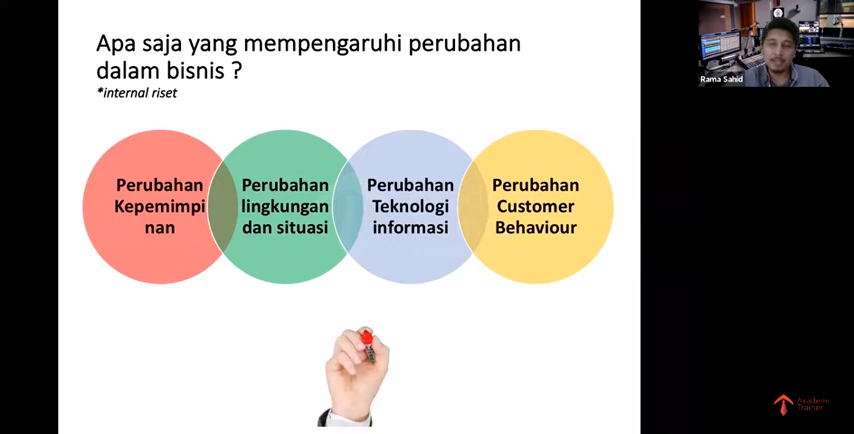 Apa saja yang mempengaruhi perubahan
dalam bisnis ?
*internal riset
Perubahan
Kepemimpi
nan
Perubahan
lingkungan
dan situasi
Perubahan
Teknologi
informasi
Perubahan
Customer
Behaviour
Rama Sahid
Akademi
Trainer